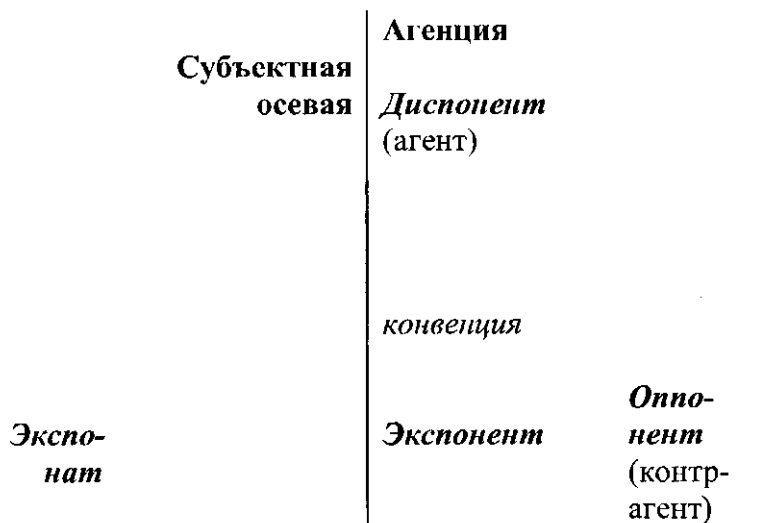 Агенция
Субъектная
осевая
Диспонент
(агент)
конвенция
Экспо-
нат
Экспонент
Оппо-
нент
(контр-
агент)